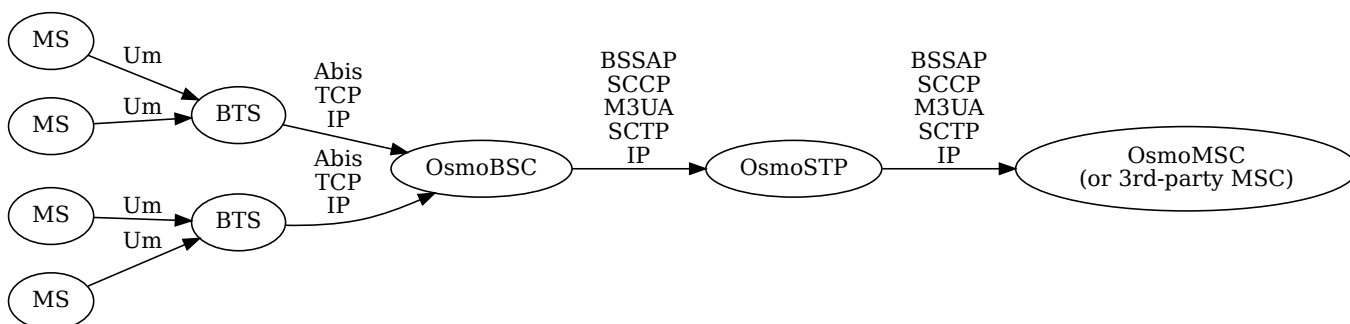 MS
Um
MS
Um
BTS
Abis
TCP
IP
MS
Um
MS
Um
BTS
Abis
TCP
IP
OsmoBSC
BSSAP
SCCP
M3UA
SCTP
IP
OsmoSTP
BSSAP
SCCP
M3UA
SCTP
IP
OsmoMSC
(or 3rd-party MSC)